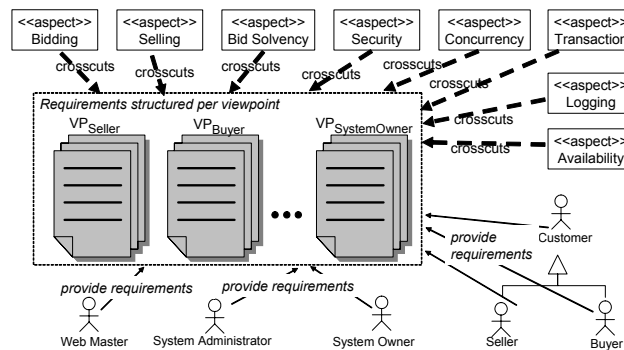 <<aspect>> <<aspect>> <<aspect>> <<aspect>> <<aspect>> <<aspect>>
Bidding Selling Bid Solvency Security Concurrency Transaction
crosscuts crosscuts crosscuts crosscuts crosscuts crosscuts
<<aspect>>
Logging
crosscuts
<<aspect>>
Availability
crosscuts
Requirements structured per viewpoint
VPSeller VPBuyer VPSystemOwner
Customer
provide requirements
provide requirements provide requirements
Web Master System Administrator System Owner Seller Buyer